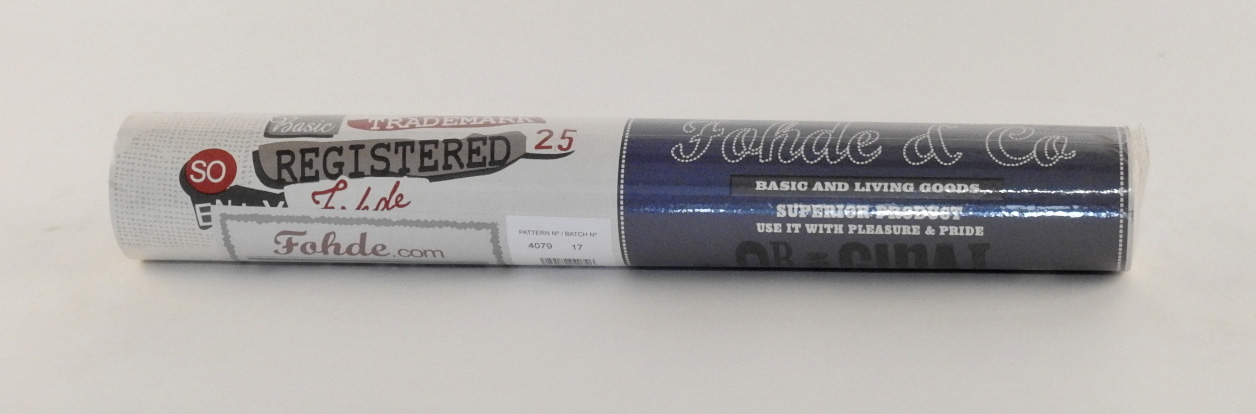 Basic
TRADEMARK
SO
REGISTERED
25
Fohde
Fohde.com
PATTERN Nº / BATCH Nº
4079 17
Fohde & Co
BASIC AND LIVING GOODS
SUPERIOR PRODUCT
USE IT WITH PLEASURE & PRIDE